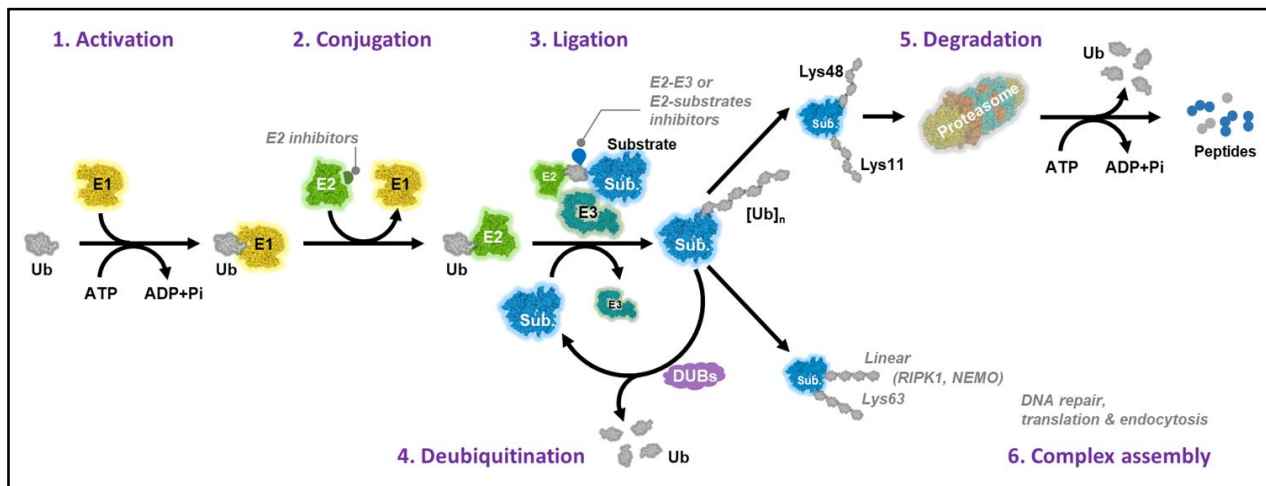 1. Activation
2. Conjugation
3. Ligation
5. Degradation
E2-E3 or
E2-substrates
inhibitors
E2 inhibitors
Substrate
E1
E2
E1
E2
Sub.
E3
Ub
ATP
ADP+Pi
Ub
E1
Ub
E2
Sub.
E3
Sub.
[Ub]n
Lys48
Sub.
Lys11
Proteasome
Ub
ATP
ADP+Pi
Peptides
DUBs
Ub
4. Deubiquitination
Sub.
Linear
(RIPK1, NEMO)
Lys63
DNA repair,
translation & endocytosis
6. Complex assembly